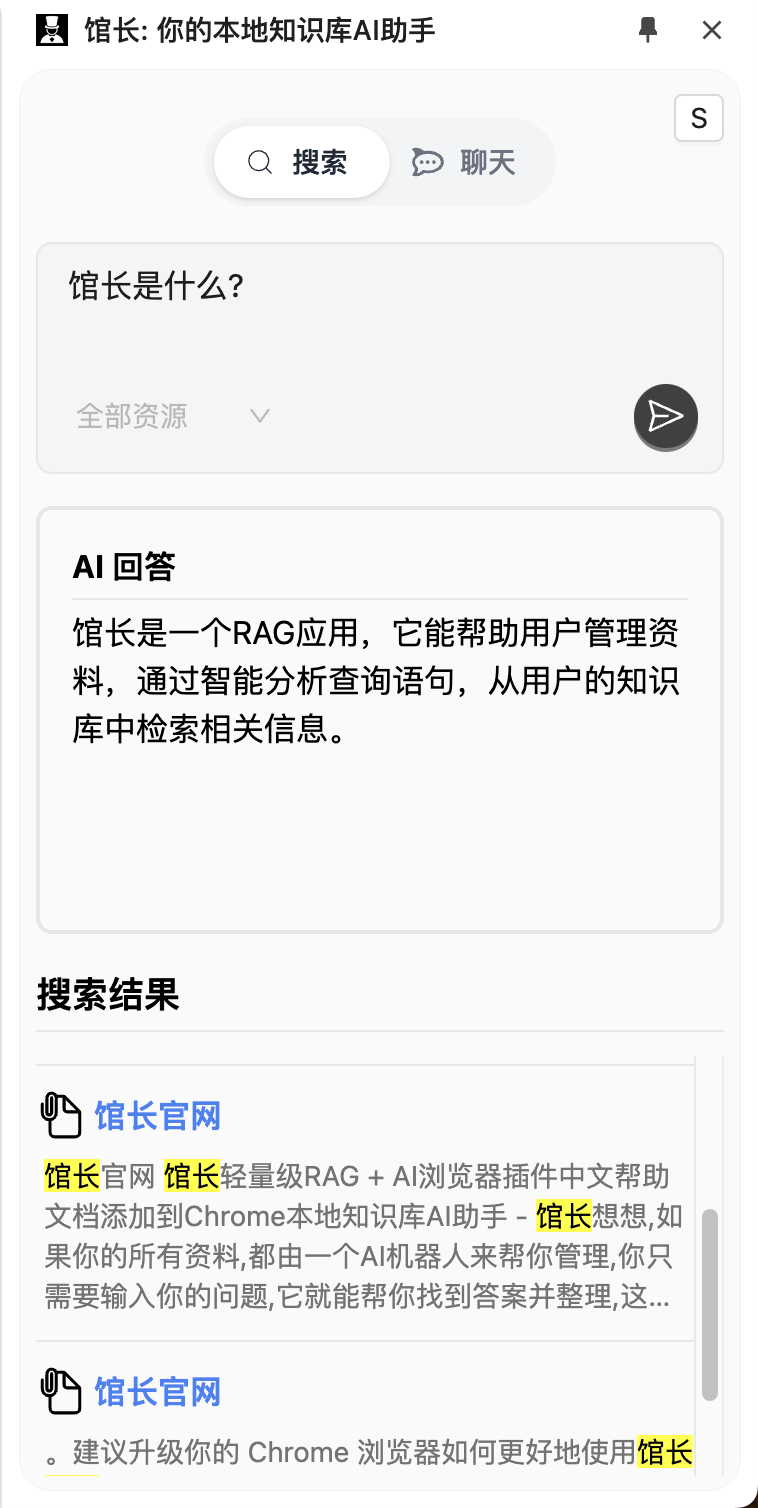 馆长: 你的本地知识库AI助手
S
搜索
聊天
馆长是什么?
全部资源
AI 回答
馆长是一个RAG应用，它能帮助用户管理资
料，通过智能分析查询语句，从用户的知识
库中检索相关信息。
搜索结果
馆长官网
馆长官网 馆长轻量级RAG + AI浏览器插件中文帮助
文档添加到Chrome本地知识库AI助手 - 馆长想想,如
果你的所有资料,都由一个AI机器人来帮你管理,你只
需要输入你的问题,它就能帮你找到答案并整理,这...
馆长官网
。建议升级你的 Chrome 浏览器如何更好地使用馆长